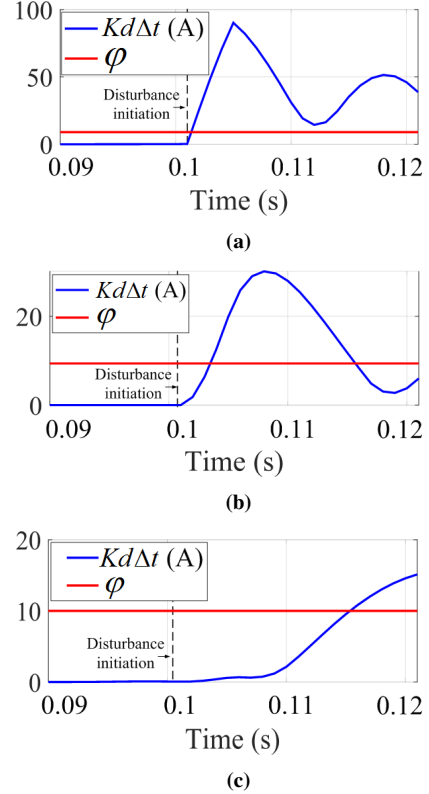 100
KdΔt (A)
φ
50
Disturbance
initiation
0
0.09 0.1 0.11 0.12
Time (s)
(a)
KdΔt (A)
φ
20
Disturbance
initiation
0
0.09 0.1 0.11 0.12
Time (s)
(b)
20
KdΔt (A)
φ
10
Disturbance
initiation
0
0.09 0.1 0.11 0.12
Time (s)
(c)